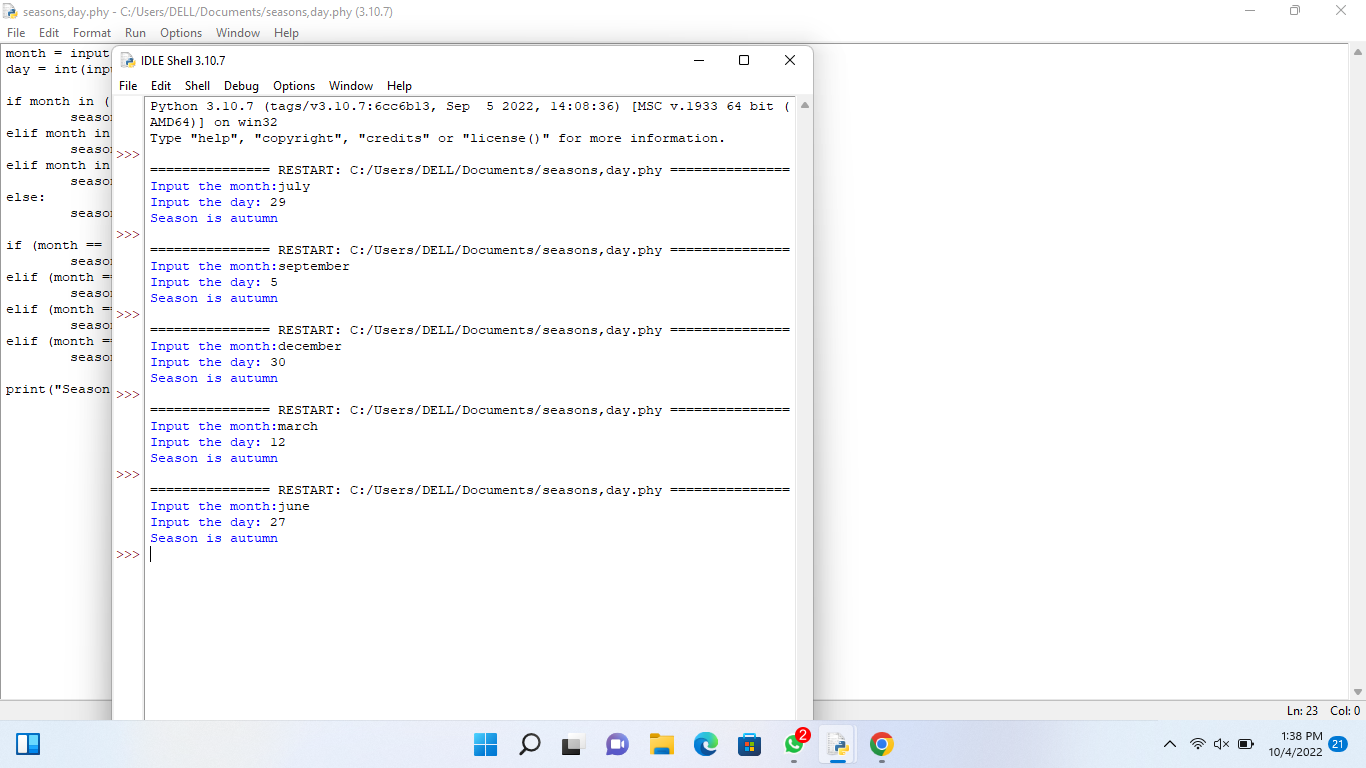 seasons,day.phy - C:/Users/DELL/Documents/seasons,day.phy (3.10.7)
File Edit Format Run Options Window Help
month = input
day = int(inp
if month in (
seaso
elif month in
seaso
elif month in
seaso
else:
seaso
if (month ==
seaso
elif (month =
seaso
elif (month =
seaso
elif (month =
seaso
print("Season
IDLE Shell 3.10.7
File Edit Shell Debug Options Window Help
Python 3.10.7 (tags/v3.10.7:6cc6b13, Sep 5 2022, 14:08:36) [MSC v.1933 64 bit (
AMD64)] on win32
Type "help", "copyright", "credits" or "license()" for more information.
>>>
=============== RESTART: C:/Users/DELL/Documents/seasons,day.phy ===============
Input the month:july
Input the day: 29
Season is autumn
>>>
=============== RESTART: C:/Users/DELL/Documents/seasons,day.phy ===============
Input the month:september
Input the day: 5
Season is autumn
>>>
=============== RESTART: C:/Users/DELL/Documents/seasons,day.phy ===============
Input the month:december
Input the day: 30
Season is autumn
>>>
=============== RESTART: C:/Users/DELL/Documents/seasons,day.phy ===============
Input the month:march
Input the day: 12
Season is autumn
>>>
=============== RESTART: C:/Users/DELL/Documents/seasons,day.phy ===============
Input the month:june
Input the day: 27
Season is autumn
>>>
Ln: 23 Col: 0
2
1:38 PM
10/4/2022
21